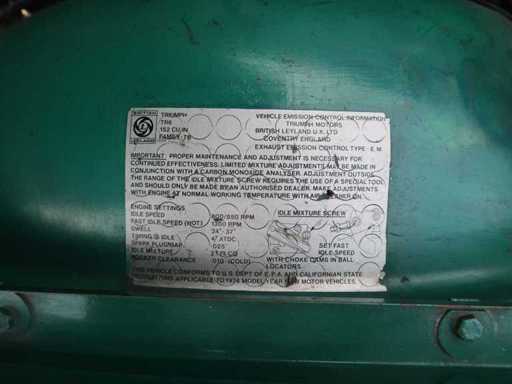 BRITISH
LEYLAND
TRIUMPH
TR6
152 CU.IN
FAMILY-TR
VEHICLE EMISSION CONTROL INFORMATION
TRIUMPH MOTORS
BRITISH LEYLAND U.K. LTD
COVENTRY ENGLAND
EXHAUST EMISSION CONTROL TYPE - E.M.
IMPORTANT: PROPER MAINTENANCE AND ADJUSTMENT IS NECESSARY FOR
CONTINUED EFFECTIVENESS. LIMITED MIXTURE ADJUSTMENTS MAY BE MADE IN
CONJUNCTION WITH A CARBON MONOXIDE ANALYSER. ADJUSTMENT OUTSIDE
THE RANGE OF THE IDLE MIXTURE SCREW REQUIRES THE USE OF A SPECIAL TOOL
AND SHOULD ONLY BE MADE BY AN AUTHORISED DEALER. MAKE ADJUSTMENTS
WITH ENGINE AT NORMAL WORKING TEMPERATURE WITH CLEANER ON
ENGINE SETTINGS
IDLE SPEED 800/850 RPM
FAST IDLE SPEED (HOT) 1300 RPM
DWELL 34° 37°
TIMING @ IDLE 4° ATDC
SPARK PLUG GAP .025"
MIXTURE CO
ROCKER CLEARANCE .010 (COLD)
IDLE MIXTURE SCREW
SET FAST
IDLE SPEED
WITH CHOKE CAMS IN BALL
LOCATORS
THIS VEHICLE CONFORMS TO U.S. DEPT OF E.P.A. AND CALIFORNIAN STATE
REGULATIONS APPLICABLE TO 1974 MODEL YEAR NEW MOTOR VEHICLES.